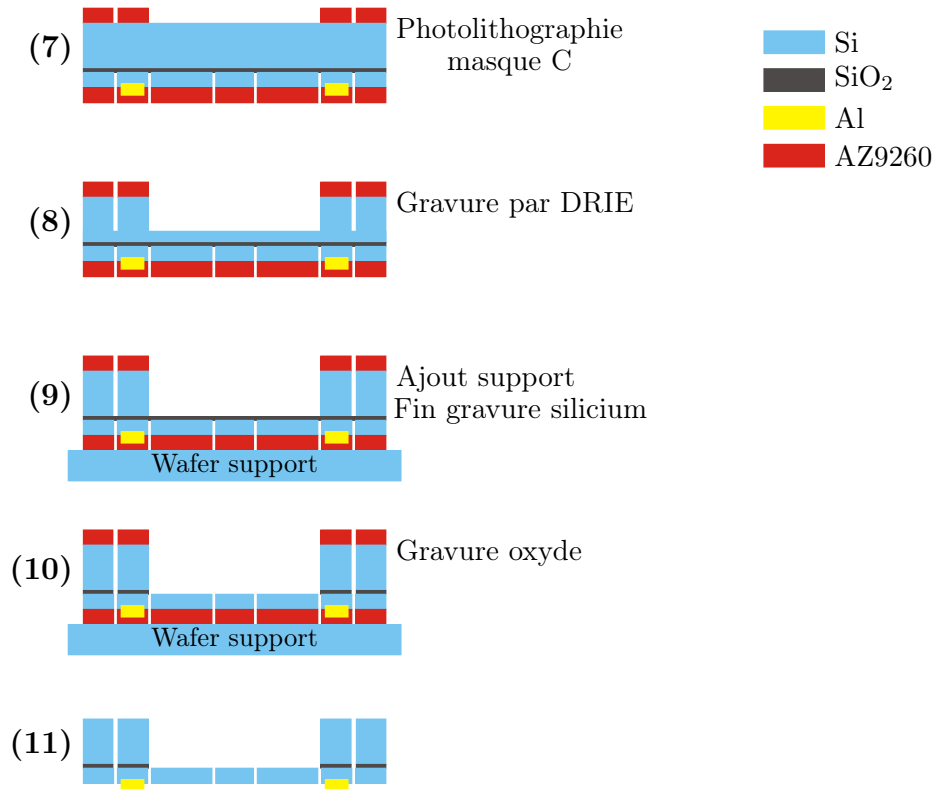 (7)
Photolithographie
masque C
Si
SiO₂
Al
AZ9260
(8)
Gravure par DRIE
(9)
Ajout support
Fin gravure silicium
Wafer support
(10)
Gravure oxyde
Wafer support
(11)